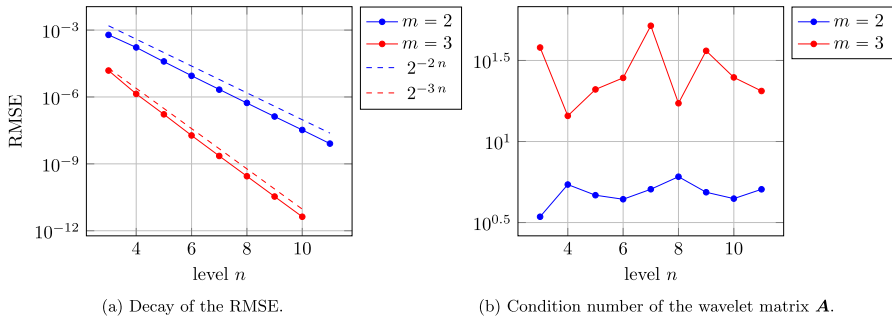 RMSE
10^{-3}
10^{-6}
10^{-9}
10^{-12}
4 6 8 10
level n
m = 2
m = 3
2^{-2 n}
2^{-3 n}
(a) Decay of the RMSE.
10^{1.5}
10^{1}
10^{0.5}
4 6 8 10
level n
m = 2
m = 3
(b) Condition number of the wavelet matrix A.